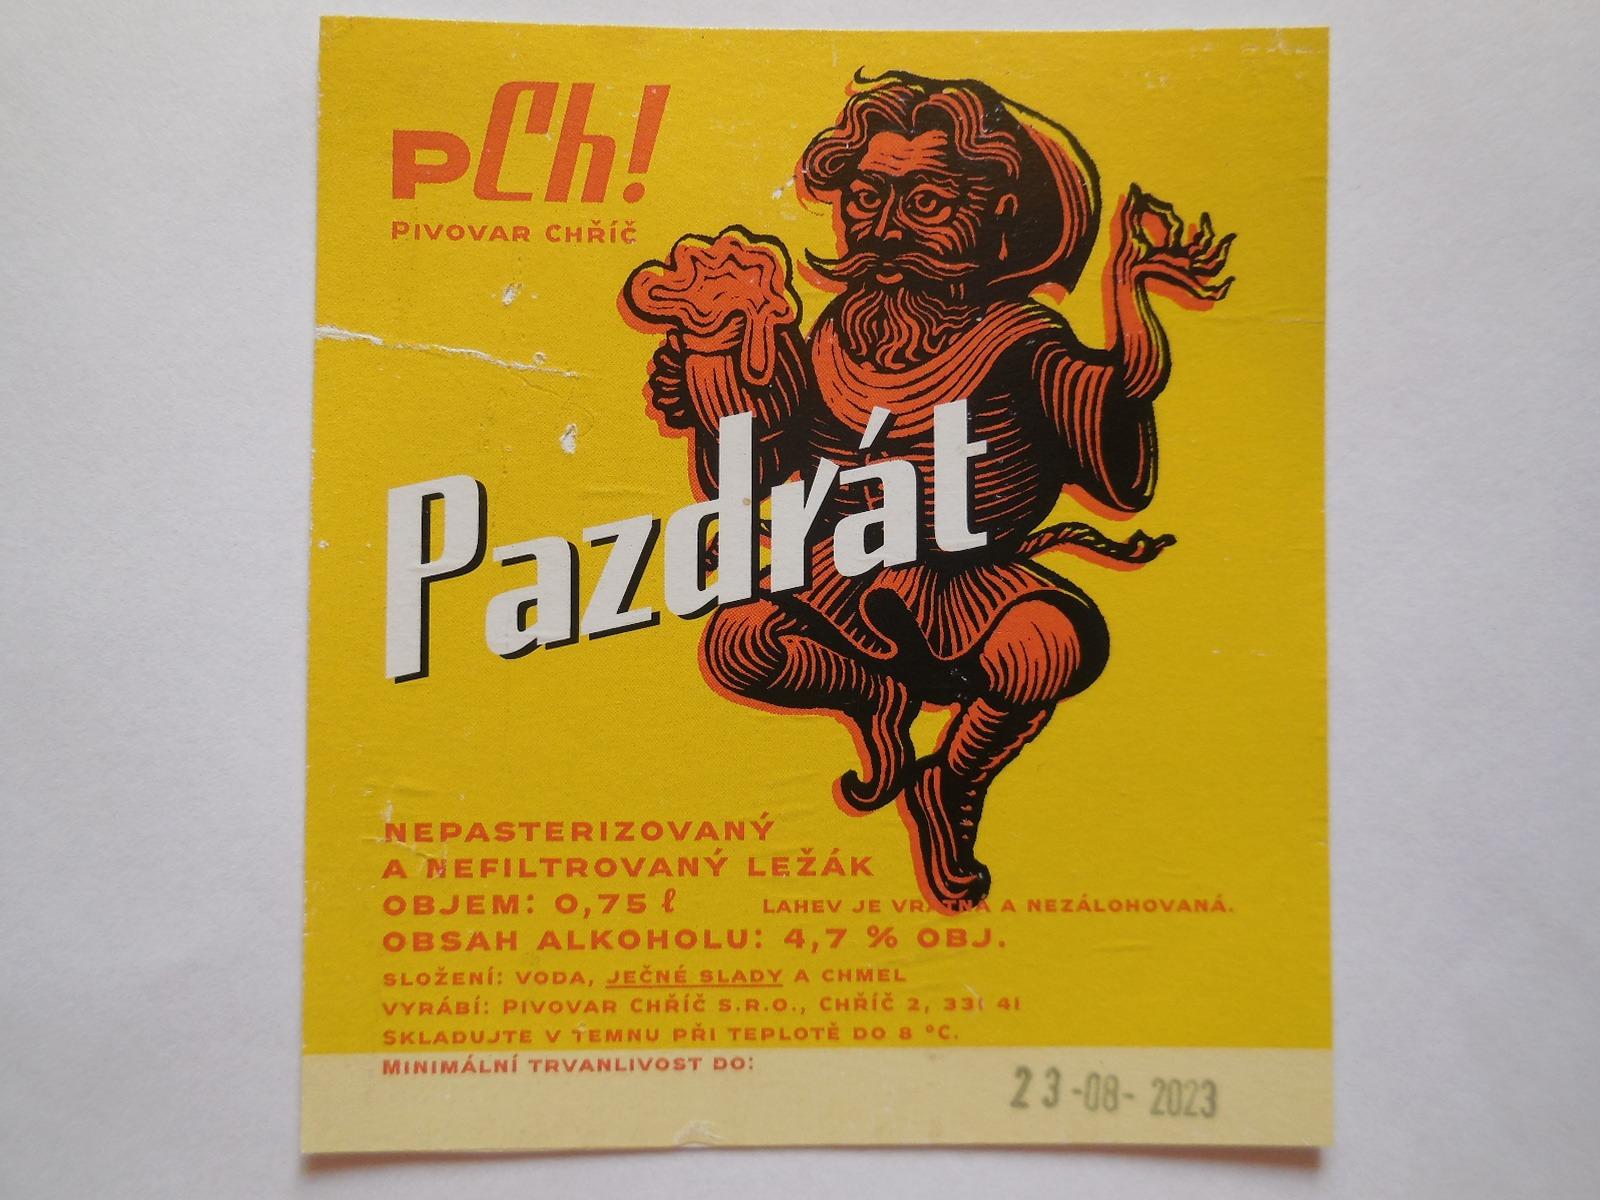 PCh!
PIVOVAR CHŘÍČ
Pazdrát
NEPASTERIZOVANÝ
A NEFILTROVANÝ LEŽÁK
OBJEM: 0,75 ℓ LAHEV JE VRATNÁ A NEZÁLOHOVANÁ.
OBSAH ALKOHOLU: 4,7 % OBJ.
SLOŽENÍ: VODA, JEČNÉ SLADY A CHMEL
VYRÁBÍ: PIVOVAR CHŘÍČ S.R.O., CHŘÍČ 2, 331 41
SKLADUJTE V TEMNU PŘI TEPLOTĚ DO 8 °C.
MINIMÁLNÍ TRVANLIVOST DO: 23-08-2023